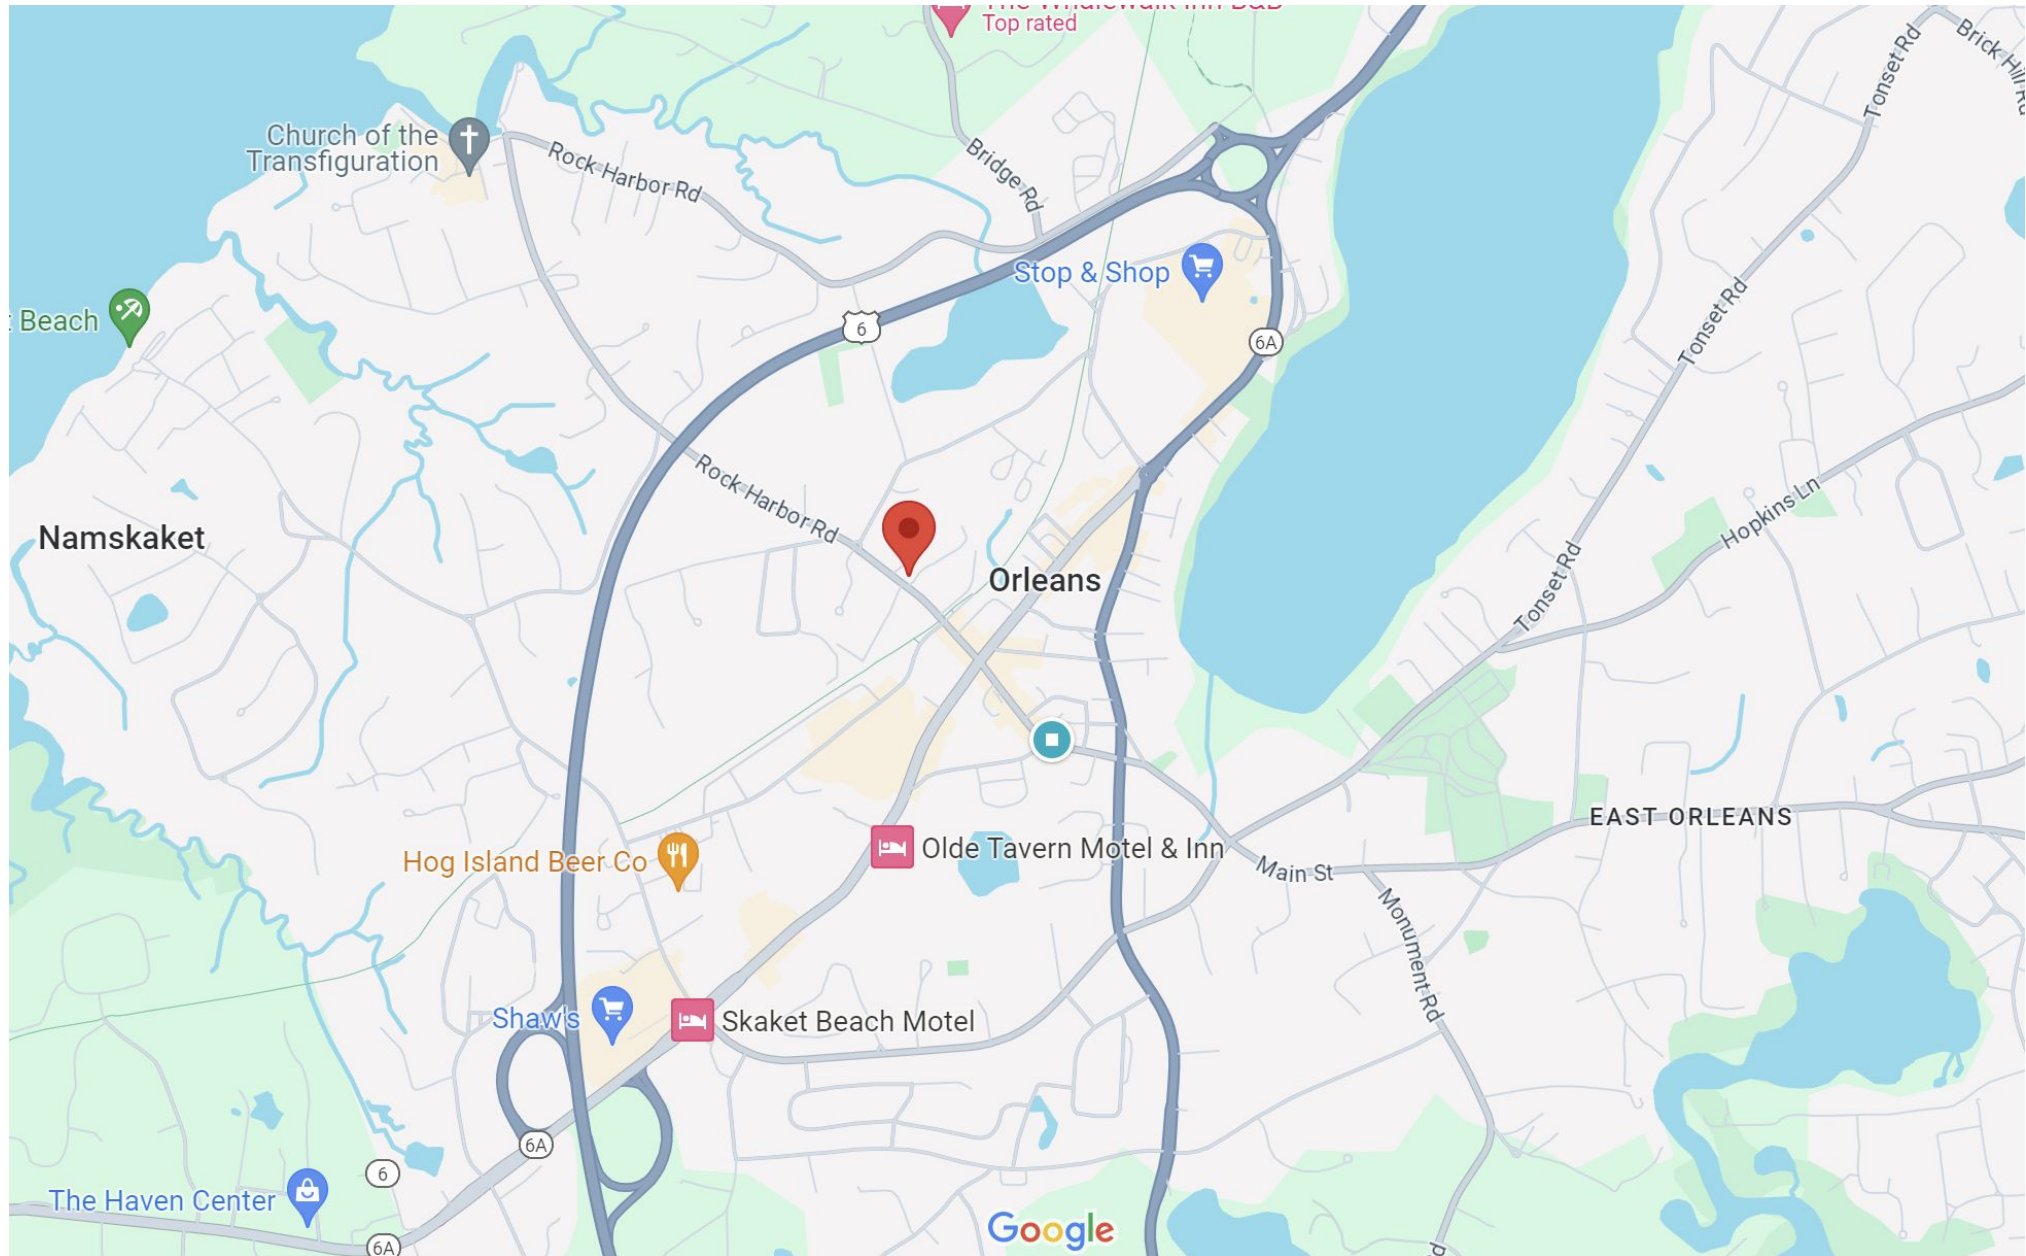 Top rated
Church of the
Transfiguration
Rock Harbor Rd
Bridge Rd
Tonset Rd
Brick Hill Rd
Stop & Shop
Beach
6
6A
Tonset Rd
Rock Harbor Rd
Hopkins Ln
Namskaket
Orleans
Tonset Rd
EAST ORLEANS
Hog Island Beer Co
Olde Tavern Motel & Inn
Main St
Monument Rd
Shaw's
Skaket Beach Motel
6A
6
The Haven Center
6A
Google